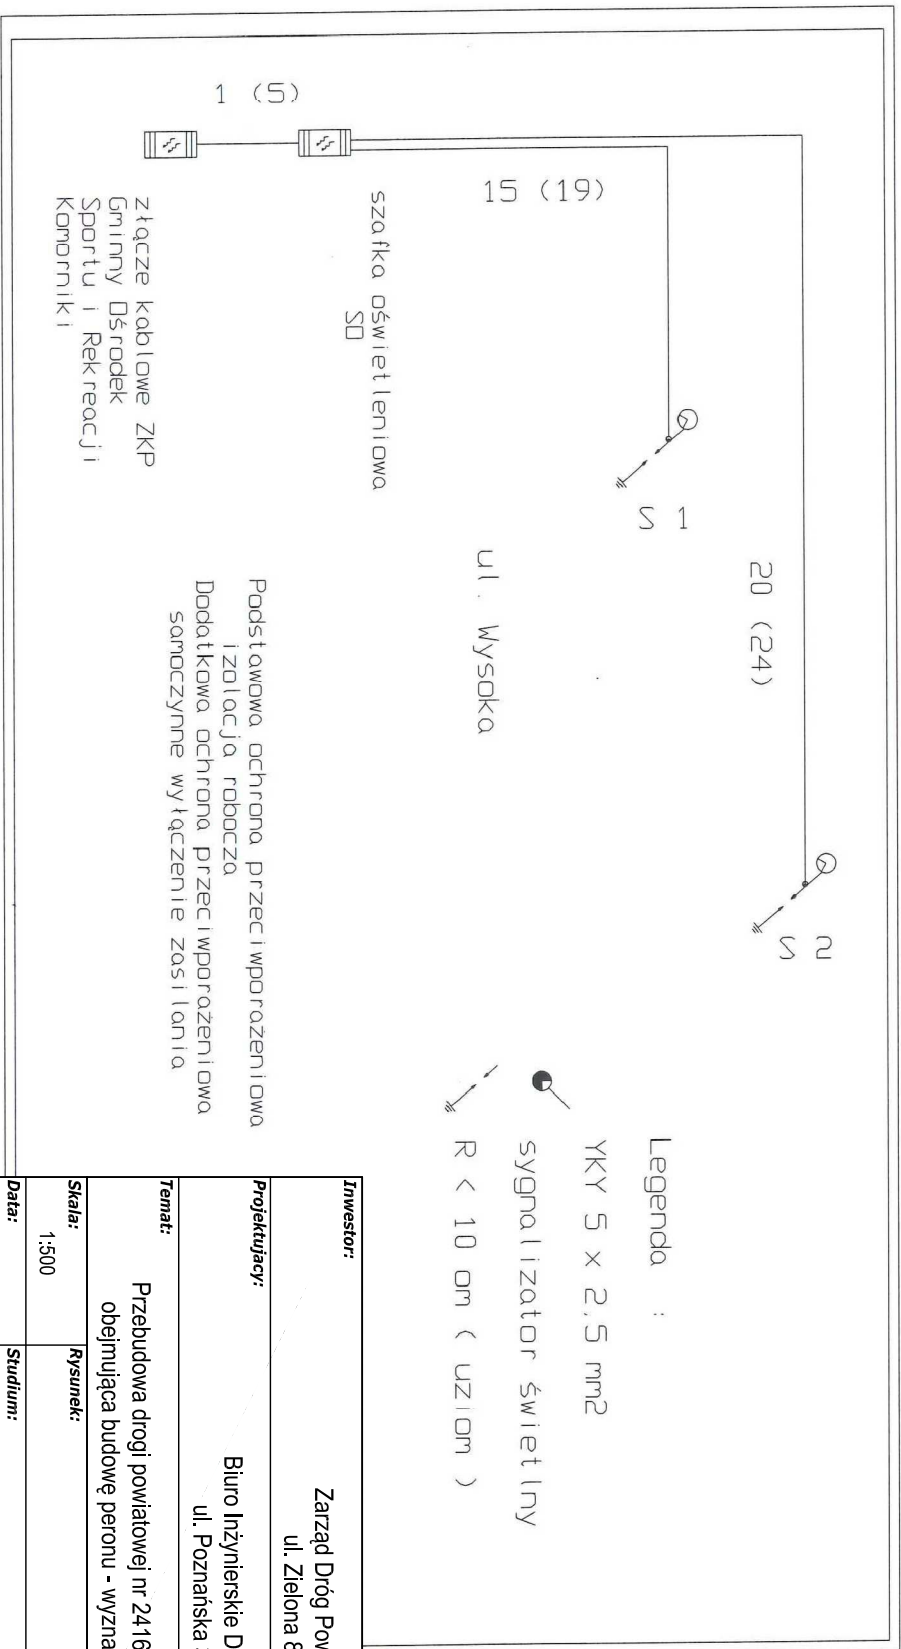 1 (5)
15 (19)
20 (24)
złącze kablowe ZKP
Gminny Ośrodek
Sportu i Rekreacji
Komorniki
szafka oświetleniowa
SO
S 1
S 2
ul. Wysoka
Podstawowa ochrona przeciwporażeniowa
izolacja robocza
Dodatkowa ochrona przeciwporażeniowa
samoczynne wyłączenie zasilania
Legenda :
YKY 5 x 2,5 mm2
sygnalizator świetlny
R < 10 om ( uziom )
Inwestor:
Zarząd Dróg Pow
ul. Zielona 8
Projektujacy:
Biuro Inżynierskie D
ul. Poznańska
Temat:
Przebudowa drogi powiatowej nr 2416
obejmująca budowę peronu - wyzna
Skala:
1:500
Rysunek:
Data:
Studium: